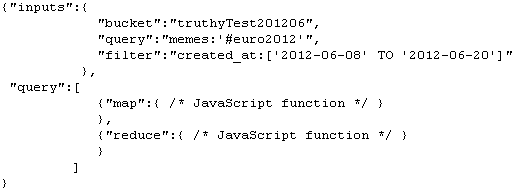 {"inputs":{
"bucket":"truthyTest201206",
"query":"memes:'#euro2012'",
"filter":"created_at:['2012-06-08' TO '2012-06-20']"
},
"query":[
{"map":{ /* JavaScript function */ }
},
{"reduce":{ /* JavaScript function */ }
}
]
}